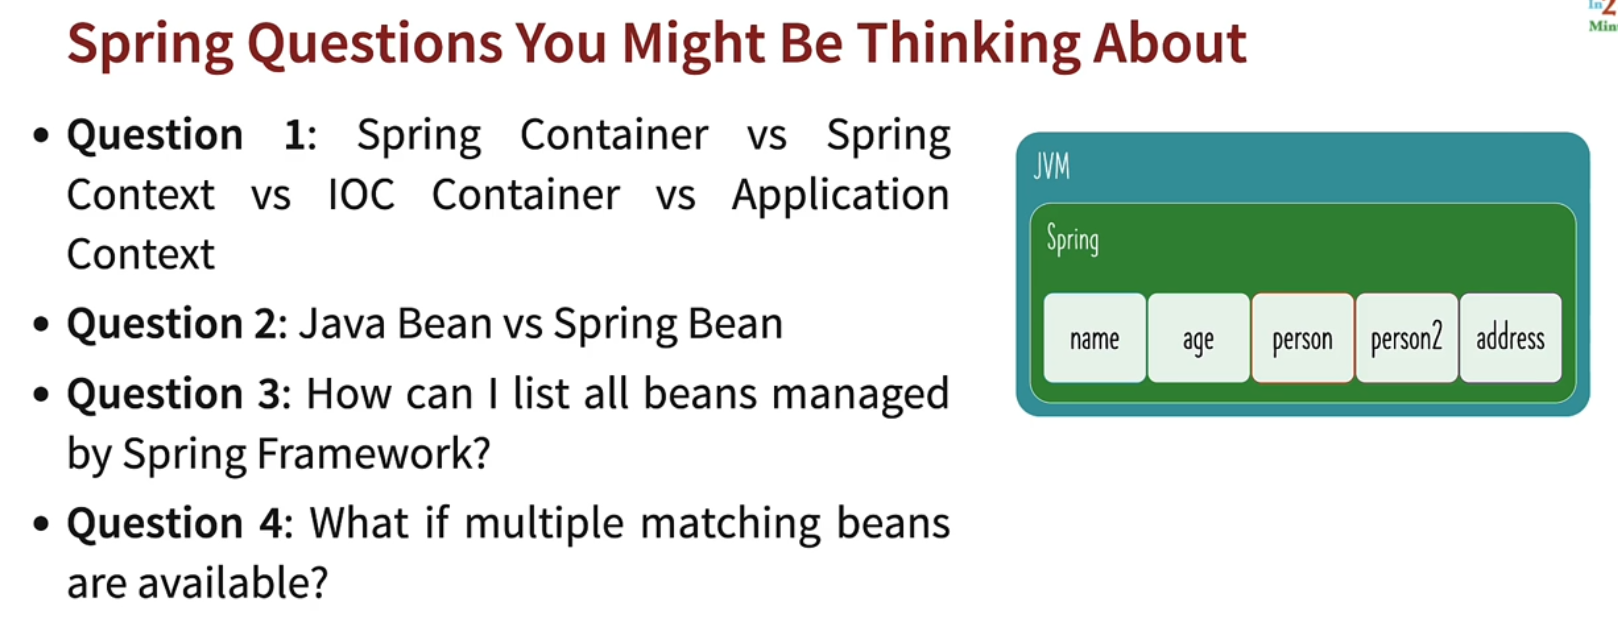 Spring Questions You Might Be Thinking About
In
2
Question 1: Spring Container vs Spring
Context vs IOC Container vs Application
Context
Question 2: Java Bean vs Spring Bean
Question 3: How can I list all beans managed
by Spring Framework?
Question 4: What if multiple matching beans
are available?
JVM
Spring
name age person person2 address